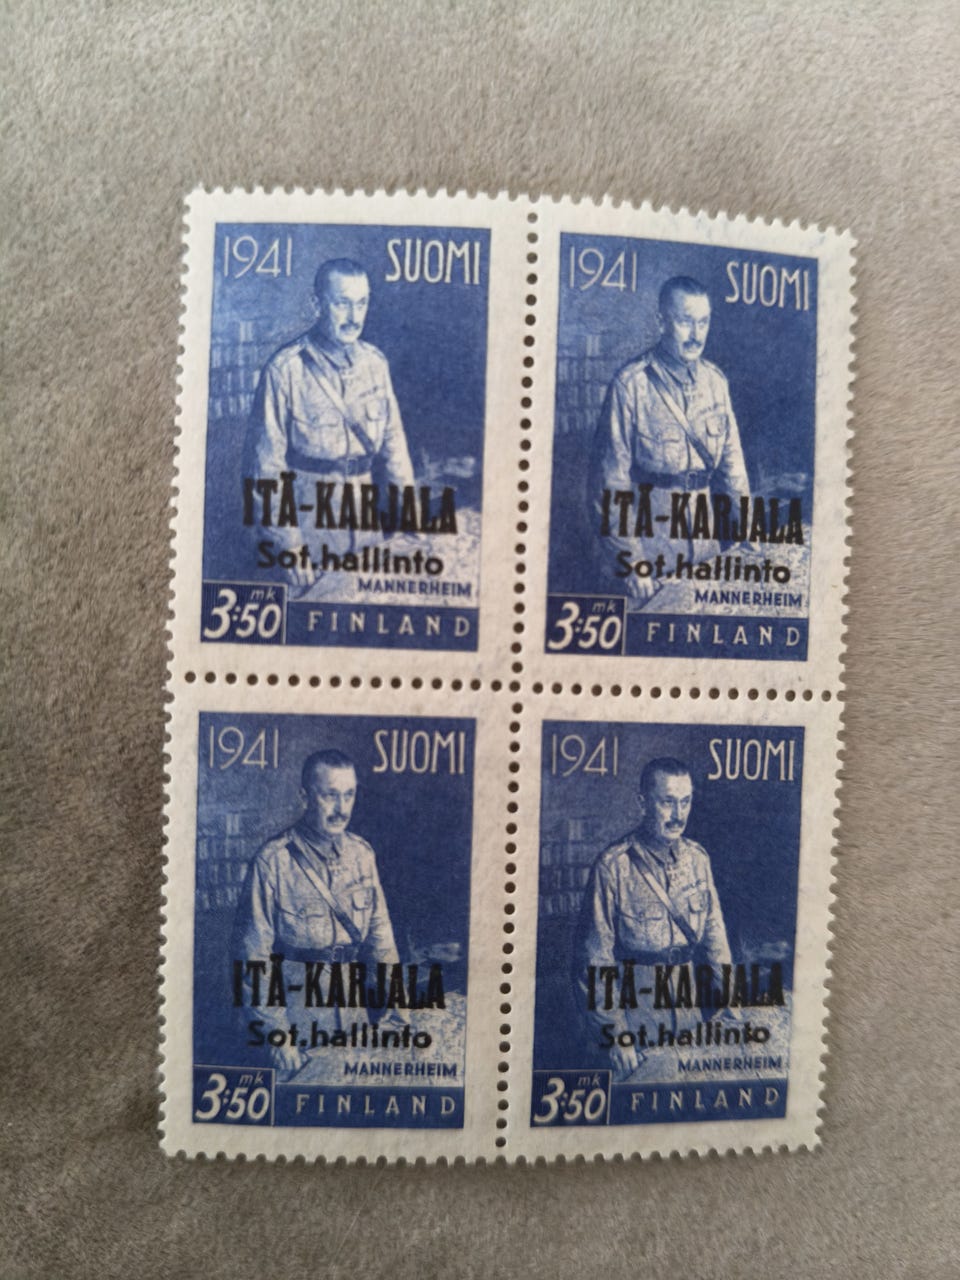 1941 SUOMI
ITÄ-KARJALA
Sot.hallinto
MANNERHEIM
3:50 mk FINLAND
1941 SUOMI
ITÄ-KARJALA
Sot.hallinto
MANNERHEIM
3:50 mk FINLAND
1941 SUOMI
ITÄ-KARJALA
Sot.hallinto
MANNERHEIM
3:50 mk FINLAND
1941 SUOMI
ITÄ-KARJALA
Sot.hallinto
MANNERHEIM
3:50 mk FINLAND